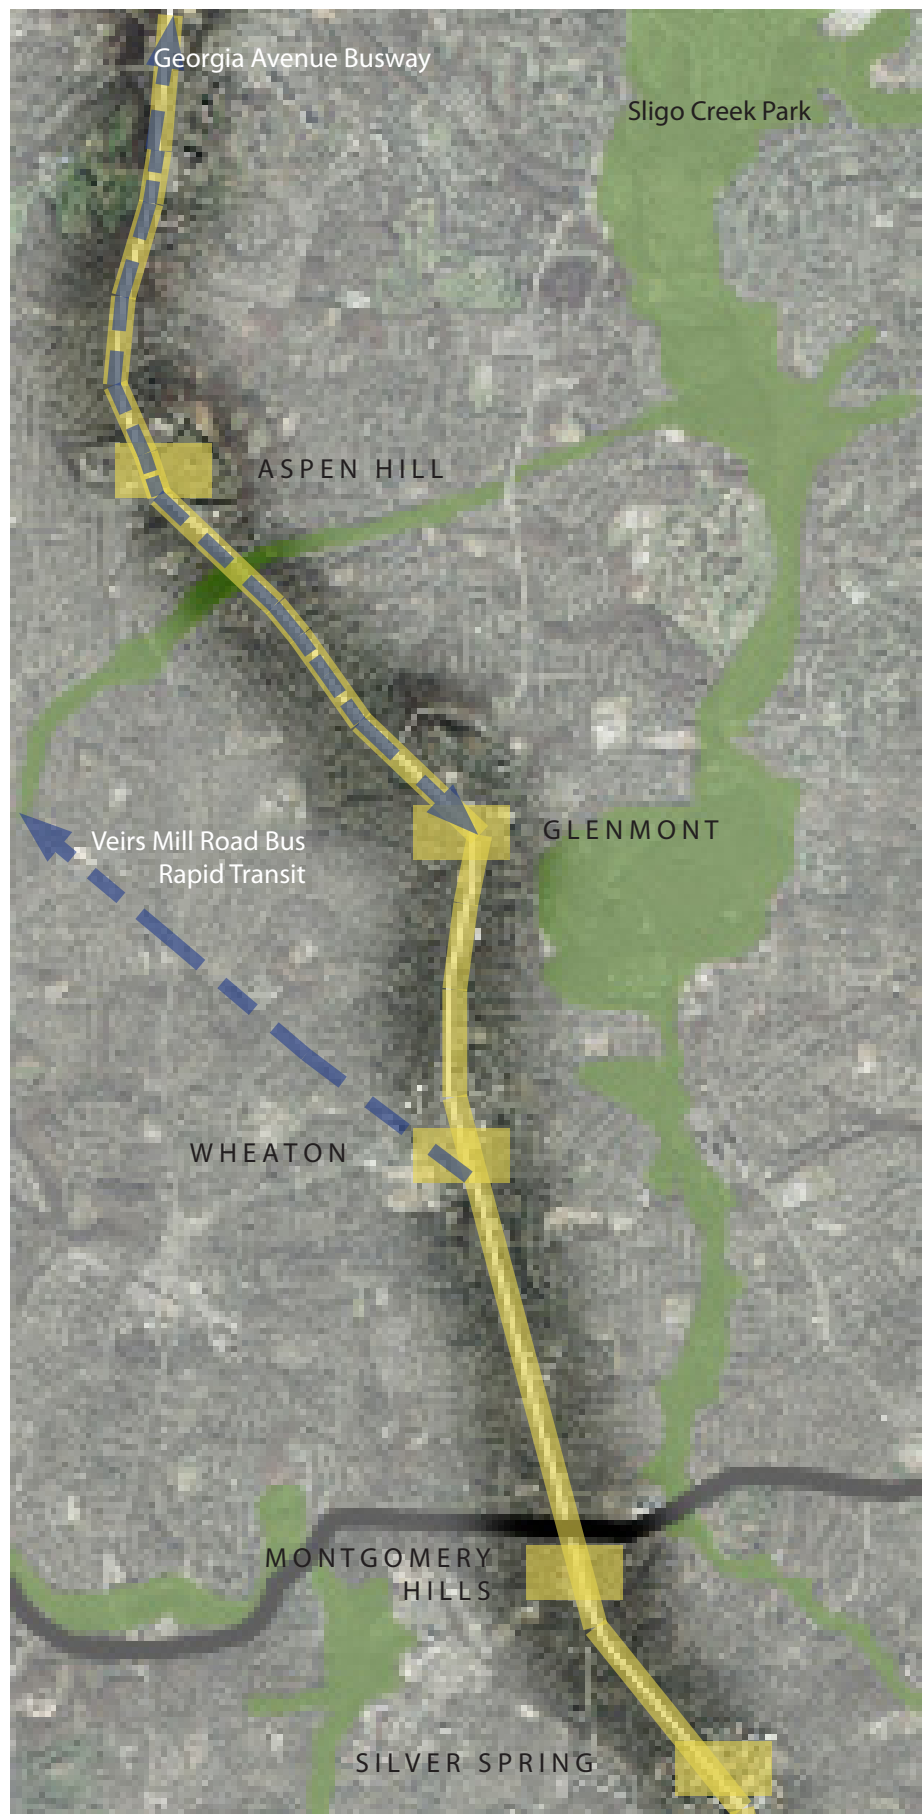 Georgia Avenue Busway
Sligo Creek Park
ASPEN HILL
GLENMONT
Veirs Mill Road Bus
Rapid Transit
WHEATON
MONTGOMERY
HILLS
SILVER SPRING